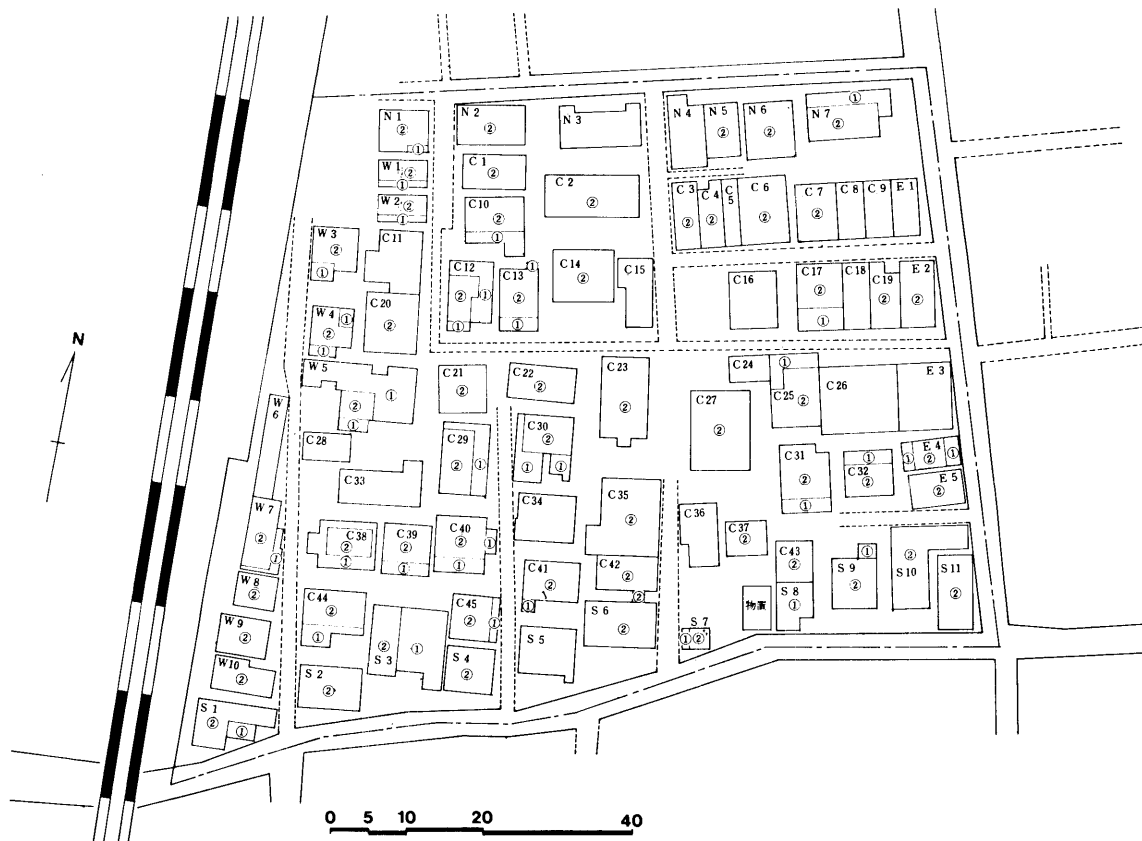 N 1 ② ①
N 2 ②
N 3
N 4
N 5 ②
N 6 ②
N 7 ① ②
W 1 ② ①
W 2 ② ①
C 1 ②
C 2 ②
C 3 ②
C 4 ②
C 5
C 6 ②
C 7 ②
C 8
C 9
E 1
C 10 ② ①
W 3 ② ①
C 11
C 12 ② ① ①
C 13 ① ②
C 14 ②
C 15
C 16
C 17 ② ①
C 18
C 19 ②
E 2 ②
W 4 ① ② ①
C 20 ②
N
W 5 ① ② ①
C 21 ②
C 22 ②
C 23 ②
C 24
C 25 ① ②
C 26
E 3
W 6
C 27 ②
C 28
C 29 ② ①
C 30 ② ① ①
C 31 ② ①
C 32 ① ②
E 4 ① ② ①
E 5 ②
C 33
C 34
C 35 ②
C 36
C 37 ②
W 7 ② ①
C 38 ② ①
C 39 ② ①
C 40 ② ①
C 41 ② ①
C 42 ② ②
C 43 ②
S 8 ①
S 9 ① ②
S 10 ②
S 11 ②
W 8 ②
C 44 ② ①
C 45 ② ①
S 6 ②
物置
S 7 ① ②
W 9 ②
S 3 ② ①
S 4 ②
S 5
W 10 ②
S 2 ②
S 1 ② ①
0 5 10 20 40